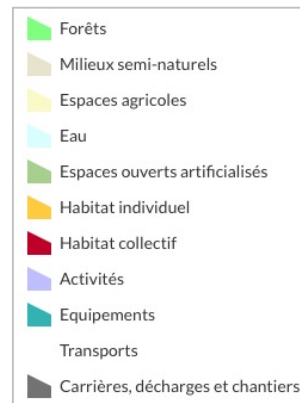 Forêts
Milieux semi-naturels
Espaces agricoles
Eau
Espaces ouverts artificialisés
Habitat individuel
Habitat collectif
Activités
Equipements
Transports
Carrières, décharges et chantiers